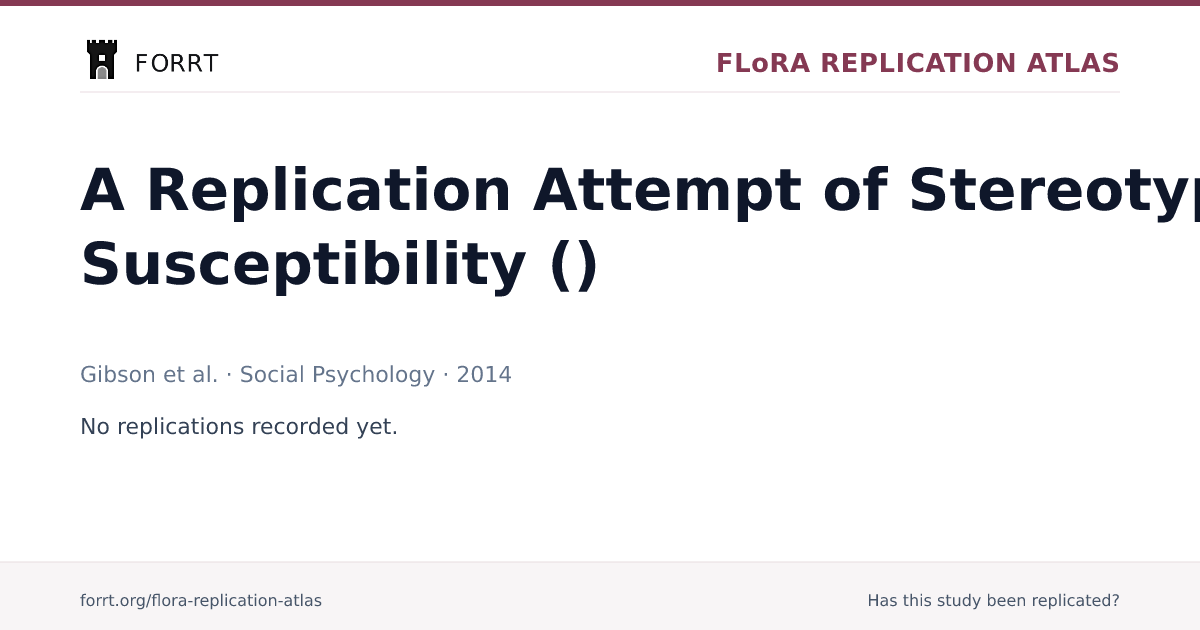 FORRT
FLoRA REPLICATION ATLAS
A Replication Attempt of Stereotyp
Susceptibility ()
Gibson et al. · Social Psychology · 2014
No replications recorded yet.
forrt.org/flora-replication-atlas
Has this study been replicated?